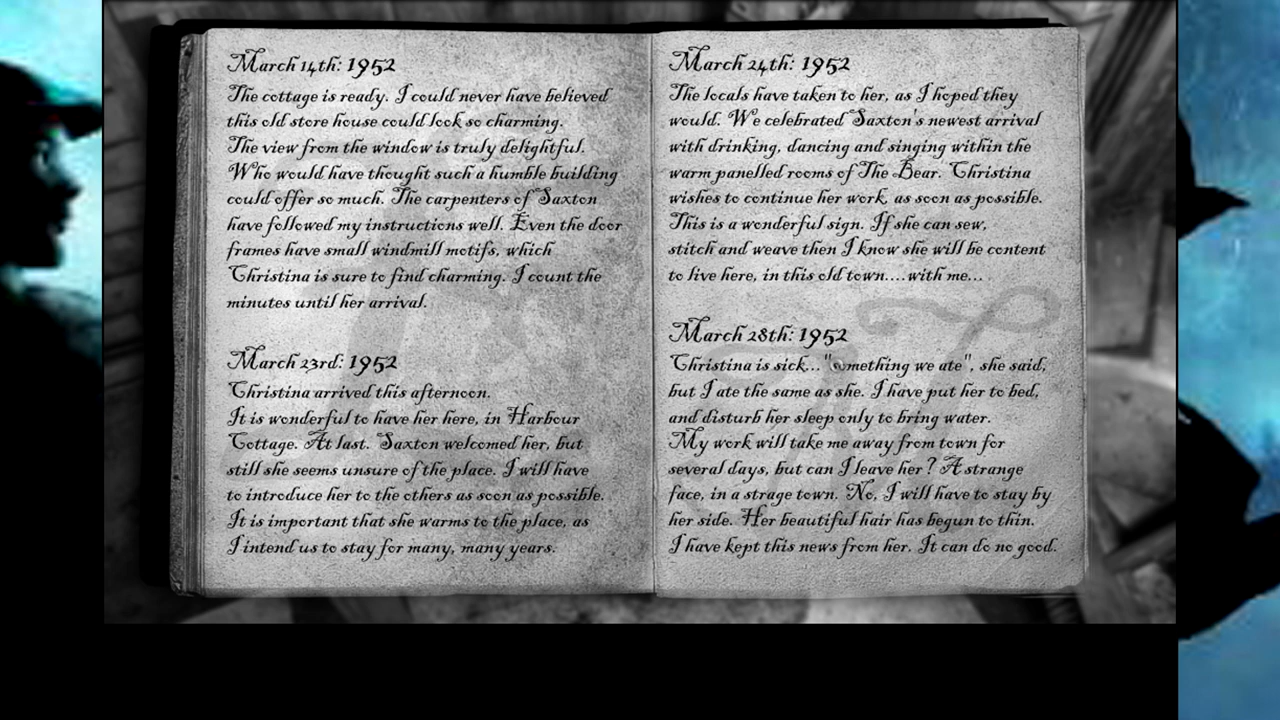 March 14th: 1952
The cottage is ready. I could never have believed
this old store house could look so charming.
The view from the window is truly delightful.
Who would have thought such a humble building
could offer so much. The carpenters of Saxton
have followed my instructions well. Even the door
frames have small windmill motifs, which
Christina is sure to find charming. I count the
minutes until her arrival.
March 23rd: 1952
Christina arrived this afternoon.
It is wonderful to have her here, in Harbour
Cottage. At last. Saxton welcomed her, but
still she seems unsure of the place. I will have
to introduce her to the others as soon as possible.
It is important that she warms to the place, as
I intend us to stay for many, many years.
March 24th: 1952
The locals have taken to her, as I hoped they
would. We celebrated Saxton's newest arrival
with drinking, dancing and singing within the
warm panelled rooms of The Bear. Christina
wishes to continue her work, as soon as possible.
This is a wonderful sign. If she can sew,
stitch and weave then I know she will be content
to live here, in this old town....with me...
March 28th: 1952
Christina is sick... "Something we ate", she said,
but I ate the same as she. I have put her to bed,
and disturb her sleep only to bring water.
My work will take me away from town for
several days, but can I leave her? A strange
face, in a strage town. No, I will have to stay by
her side. Her beautiful hair has begun to thin.
I have kept this news from her. It can do no good.